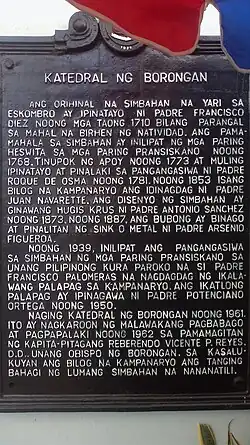 KATEDRAL NG BORONGAN
ANG ORIHINAL NA SIMBAHAN NA YARI SA
ESKOMBRO AY IPINATAYO NI PADRE FRANCISCO
DIEZ NOONG MGA TAONG 1710 BILANG PARANGAL
SA MAHAL NA BIRHEN NG NATIVIDAD. ANG PAMA
MAHALA SA SIMBAHAN AY INILIPAT NG MGA PARING
HESWITA SA MGA PARING PRANSISKANO NOONG
1768. TINUPOK NG APOY NOONG 1773 AT MULING
IPINATAYO AT PINALAKI SA PANGANGASIWA NI PADRE
ROQUE DE OSMA NOONG 1791. NOONG 1853 ISANG
BILOG NA KAMPANARYO ANG IDINAGDAG NI PADRE
JUAN NAVARETTE. ANG DISENYO NG SIMBAHAN AY
GINAWANG HUGIS KRUS NI PADRE ANTONIO SANCHEZ
NOONG 1873, NOONG 1887, ANG BUBONG AY BINAGO
AT PINALITAN NG SINK O METAL NI PADRE ARSENIO
FIGUEROA.
NOONG 1939, INILIPAT ANG PANGANGASIWA
SA SIMBAHAN NG MGA PARING PRANSISKANO SA
UNANG PILIPINONG KURA PAROKO NA SI PADRE
FRANCISCO PALOMERAS NA NAGDAGDAG NG IKALA
WANG PALAPAG SA KAMPANARYO. ANG IKATLONG
PALAPAG AY IPINAGAWA NI PADRE POTENCIANO
ORTEGA NOONG 1950.
NAGING KATEDRAL NG BORONGAN NOONG 1961.
ITO AY NAGKAROON NG MALAWAKANG PAGBABAGO
AT PAGPAPALAKI NOONG 1962 SA PAMAMAGITAN
NG KAPITA-PITAGANG REBERENDO VICENTE P. REYES,
D.D.. UNANG OBISPO NG BORONGAN. SA KASALU-
KUYAN ANG BILOG NA KAMPANARYO ANG TANGING
BAHAGI NG LUMANG SIMBAHAN NA NANANATILI.